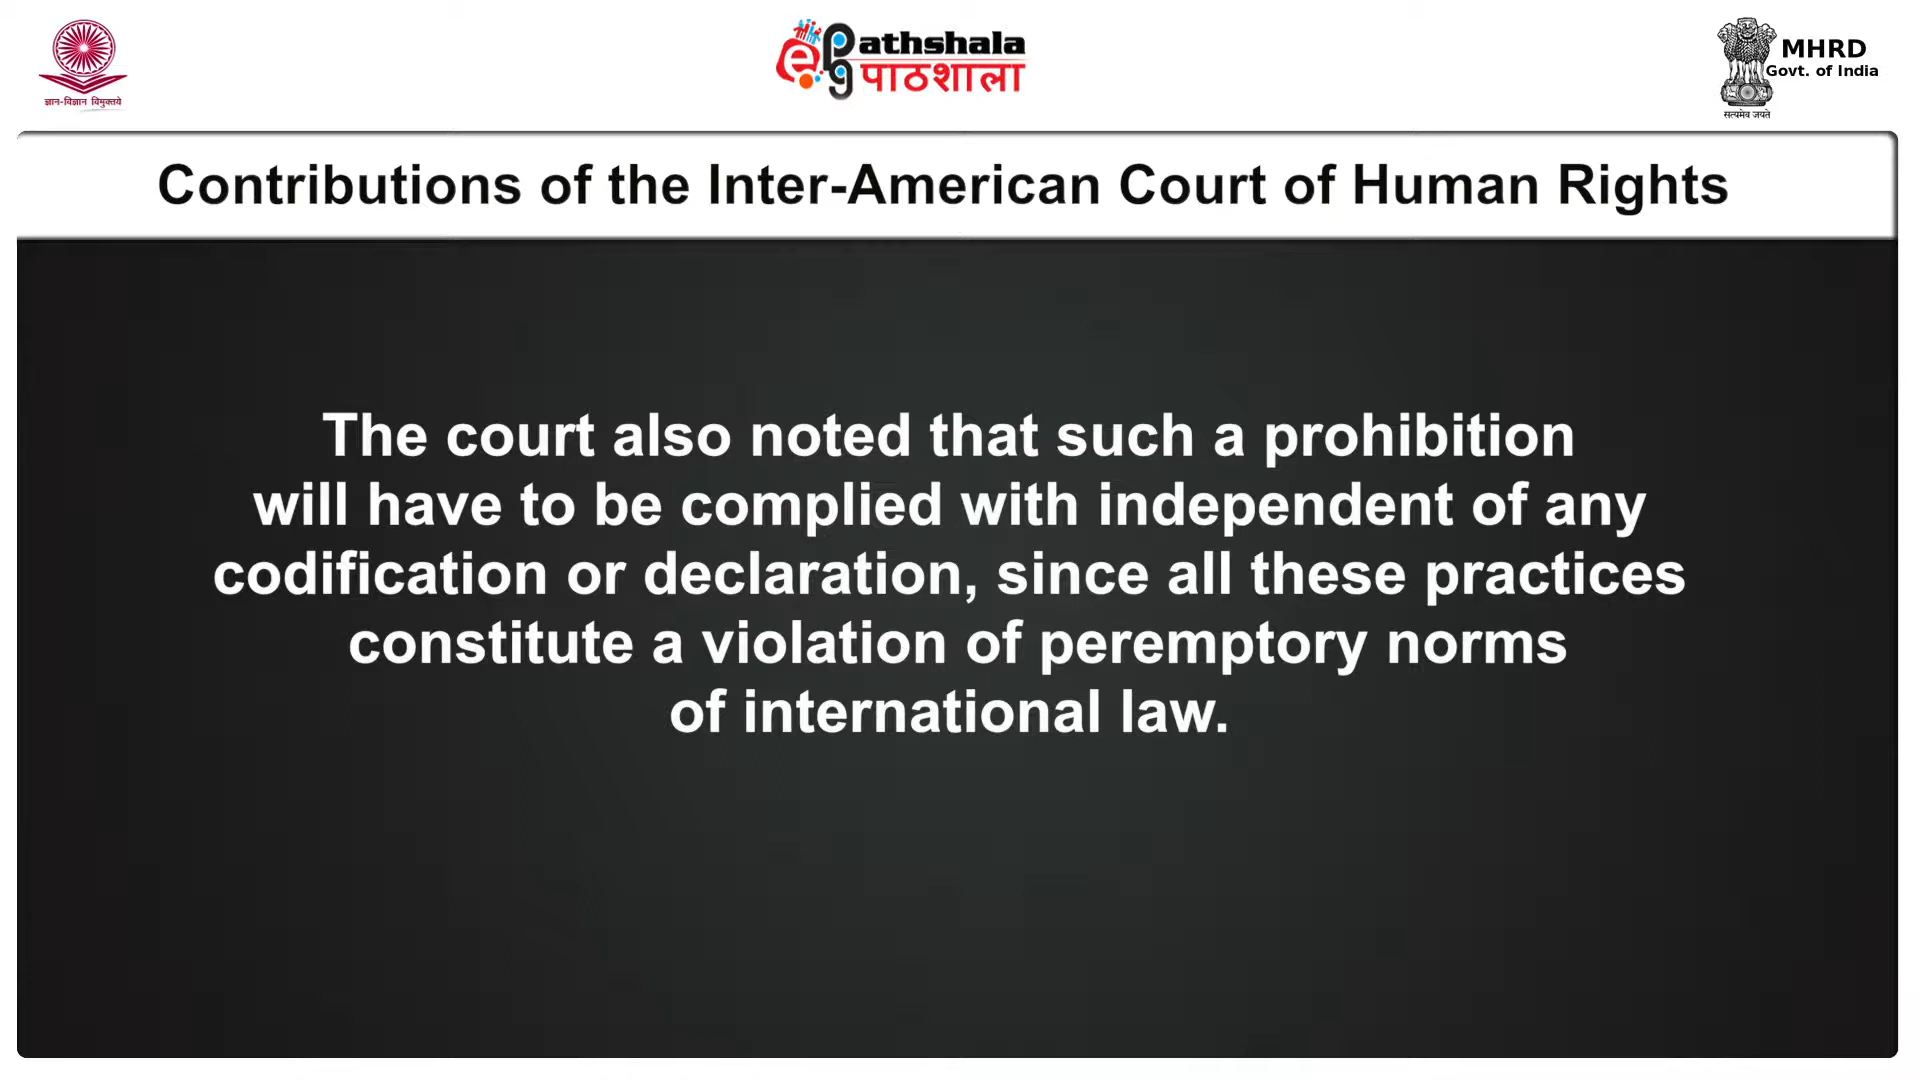 ज्ञान-विज्ञान विमुक्तये
e pg athshala
पाठशाला
MHRD
Govt. of India
सत्यमेव जयते
Contributions of the Inter-American Court of Human Rights
The court also noted that such a prohibition
will have to be complied with independent of any
codification or declaration, since all these practices
constitute a violation of peremptory norms
of international law.